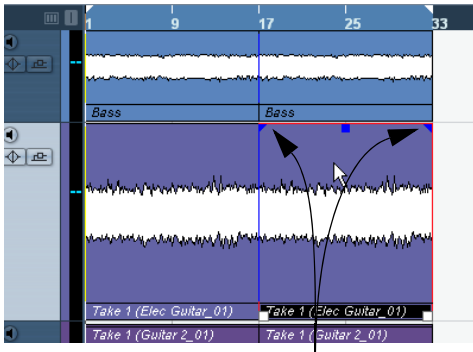 1 9 17 25 33
Bass Bass
Take 1 (Elec Guitar_01) Take 1 (Elec Guitar_01)
Take 1 (Guitar 2_01) Take 1 (Guitar 2_01)